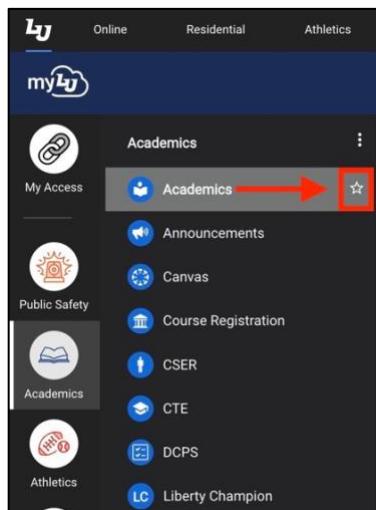 LU
Online
Residential
Athletics
myLU
My Access
Public Safety
Academics
Athletics
Academics
Academics
Announcements
Canvas
Course Registration
CSER
CTE
DCPS
LC Liberty Champion